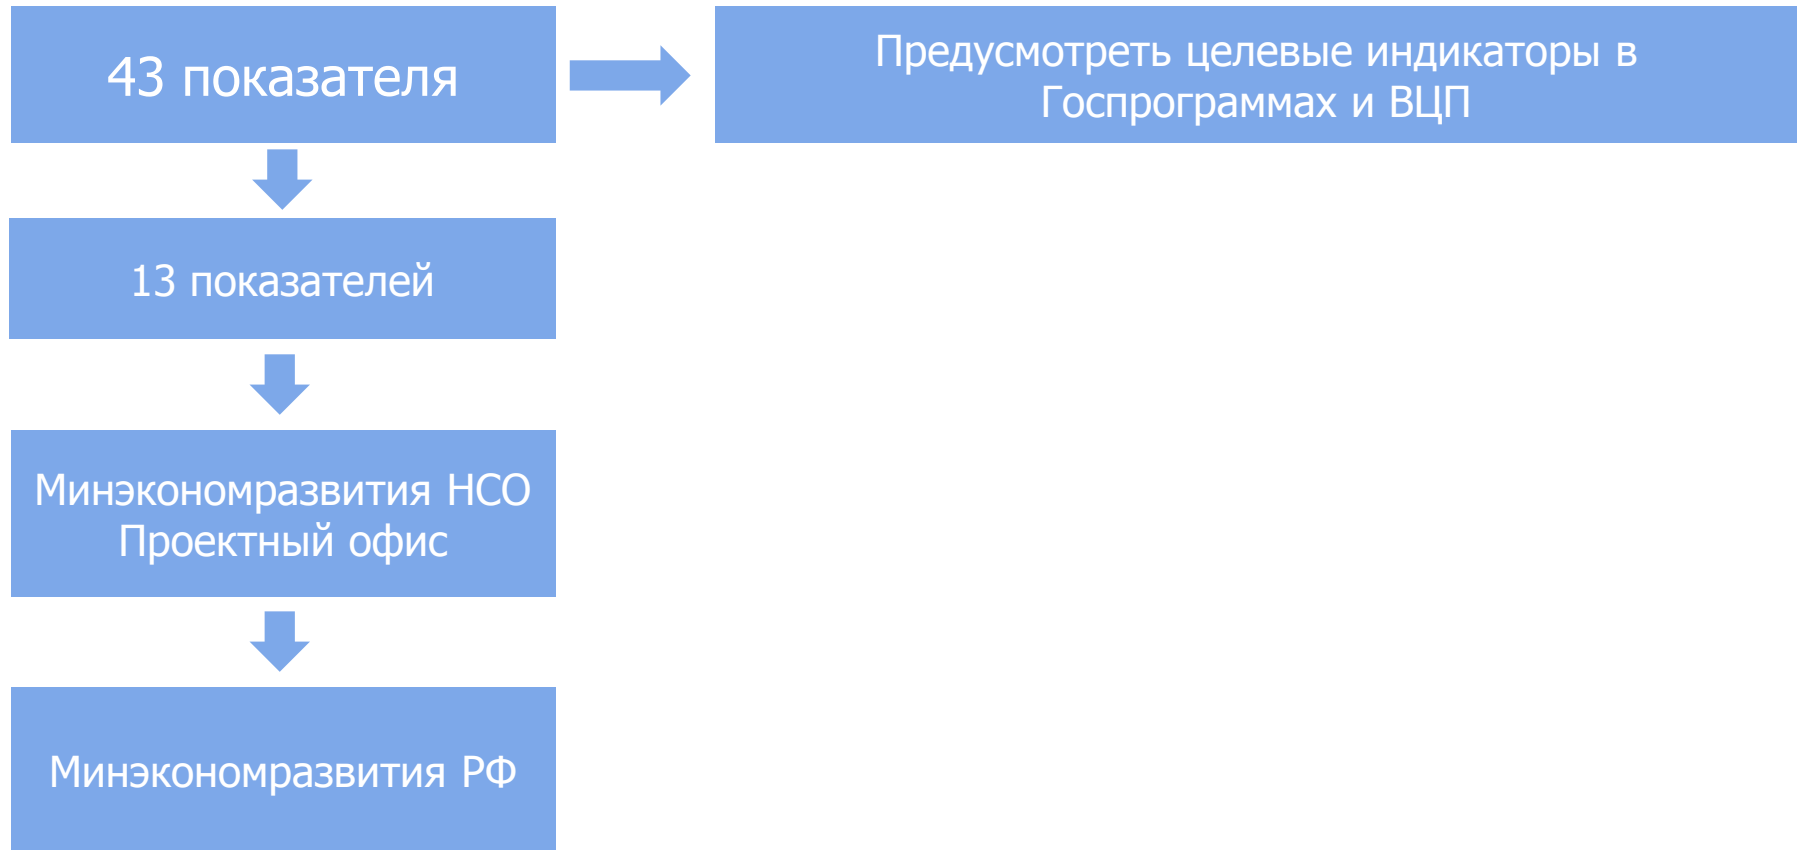 43 показателя
Предусмотреть целевые индикаторы в
Госпрограммах и ВЦП
13 показателей
Минэкономразвития НСО
Проектный офис
Минэкономразвития РФ